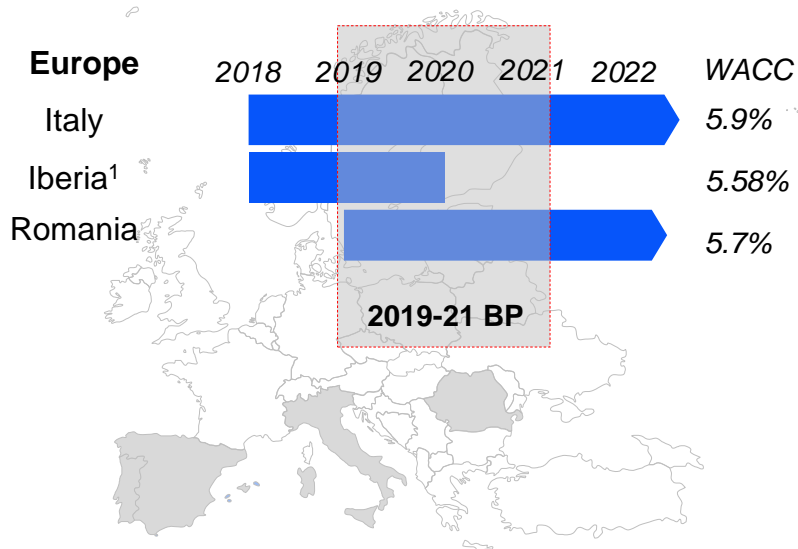 Europe 2018 2019 2020 2021 2022 WACC
Italy 5.9%
Iberia¹ 5.58%
Romania 5.7%
2019-21 BP